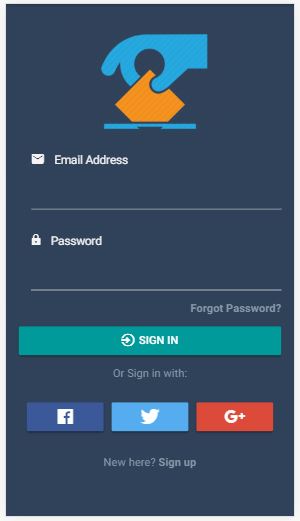 Email Address
Password
Forgot Password?
SIGN IN
Or Sign in with:
G+
New here? Sign up